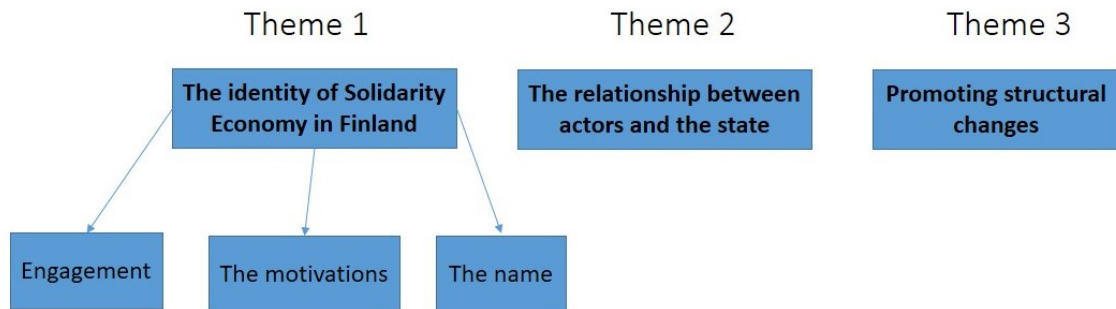 Theme 1
Theme 2
Theme 3
The identity of Solidarity
Economy in Finland
The relationship between
actors and the state
Promoting structural
changes
Engagement
The motivations
The name